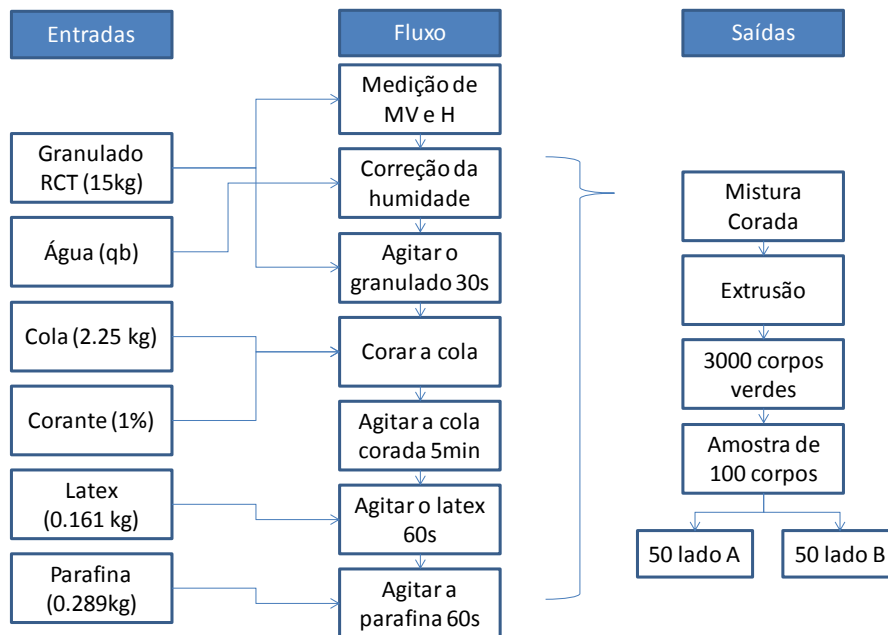 Entradas
Fluxo
Saídas
Medição de
MV e H
Granulado
RCT (15kg)
Correção da
humidade
Água (qb)
Agitar o
granulado 30s
Cola (2.25 kg)
Corar a cola
Corante (1%)
Agitar a cola
corada 5min
Latex
(0.161 kg)
Agitar o latex
60s
Parafina
(0.289kg)
Agitar a
parafina 60s
Mistura
Corada
Extrusão
3000 corpos
verdes
Amostra de
100 corpos
50 lado A
50 lado B